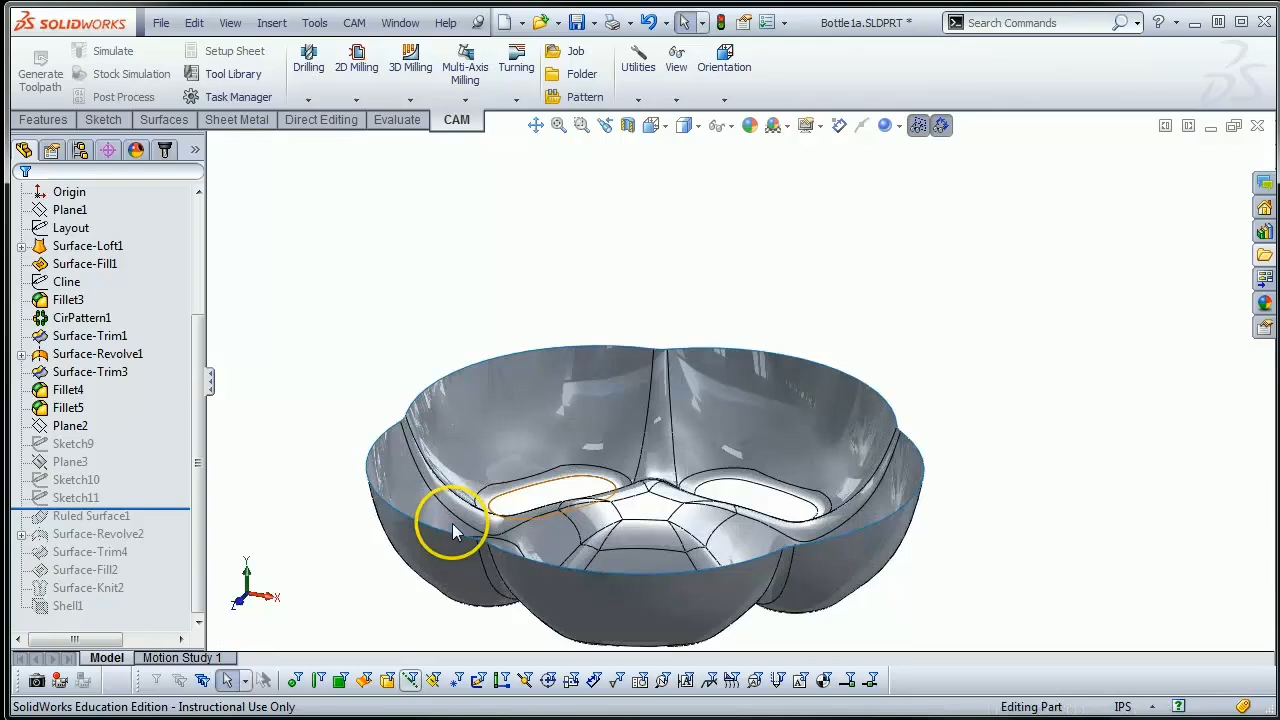 SOLIDWORKS File Edit View Insert Tools CAM Window Help Bottle1a.SLDPRT * Search Commands
Generate Toolpath
Simulate
Stock Simulation
Post Process
Setup Sheet
Tool Library
Task Manager
Drilling
2D Milling
3D Milling
Multi-Axis Milling
Turning
Job
Folder
Pattern
Utilities
View
Orientation
Features Sketch Surfaces Sheet Metal Direct Editing Evaluate CAM
Origin
Plane1
Layout
Surface-Loft1
Surface-Fill1
Cline
Fillet3
CirPattern1
Surface-Trim1
Surface-Revolve1
Surface-Trim3
Fillet4
Fillet5
Plane2
Sketch9
Plane3
Sketch10
Sketch11
Ruled Surface1
Surface-Revolve2
Surface-Trim4
Surface-Fill2
Surface-Knit2
Shell1
Y
X
Z
Model Motion Study 1
SolidWorks Education Edition - Instructional Use Only Editing Part IPS